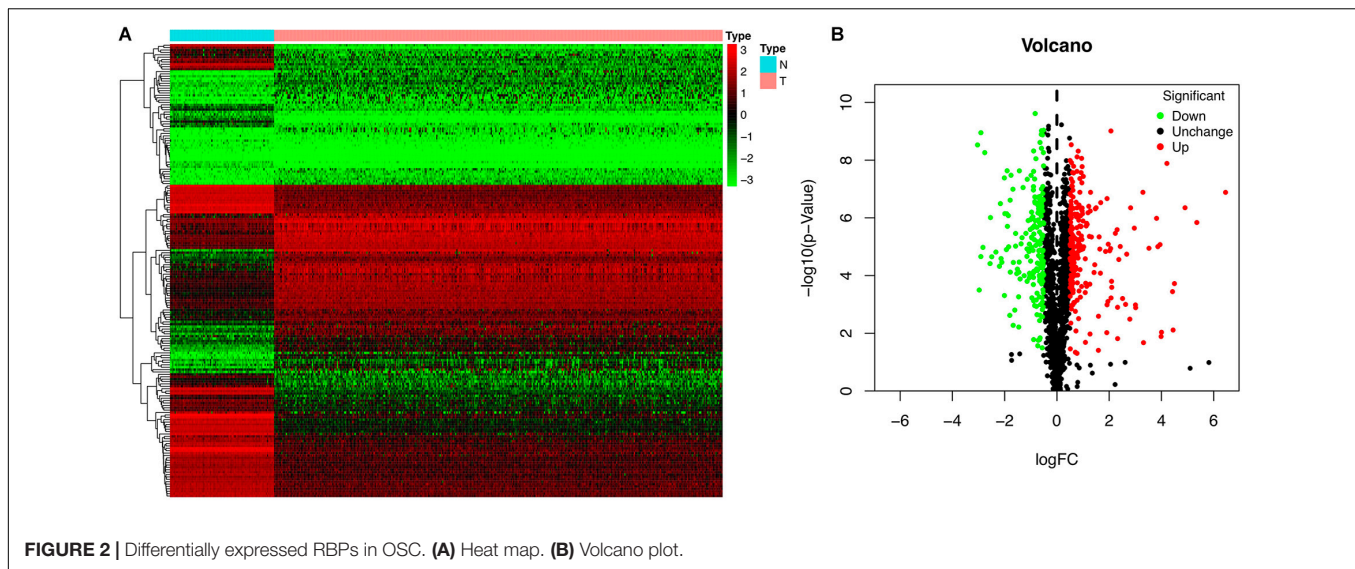 A
Type
3
2
1
0
−1
−2
−3
Type
N
T
B
Volcano
Significant
Down
Unchange
Up
−log10(p−Value)
10
8
6
4
2
0
−6
−4
−2
0
2
4
6
logFC
FIGURE 2 | Differentially expressed RBPs in OSC. (A) Heat map. (B) Volcano plot.